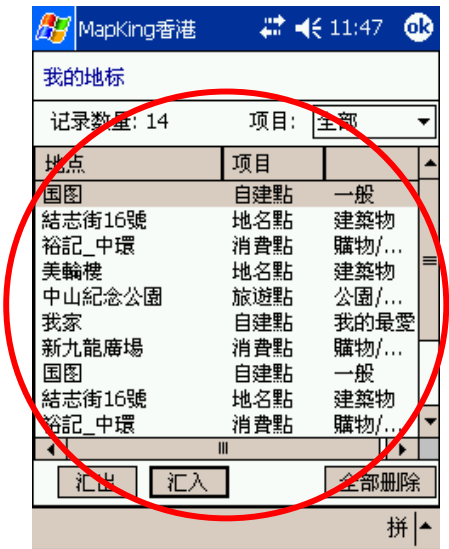 MapKing香港 11:47 ok
我的地标
记录数量: 14 项目: 全部
地点 项目
国图 自建點 一般
結志街16號 地名點 建築物
裕記_中環 消費點 購物/...
美輪樓 地名點 建築物
中山紀念公園 旅遊點 公園/...
我家 自建點 我的最愛
新九龍廣場 消費點 購物/...
国图 自建點 一般
結志街16號 地名點 建築物
裕記_中環 消費點 購物/...
汇出 汇入 全部删除
拼